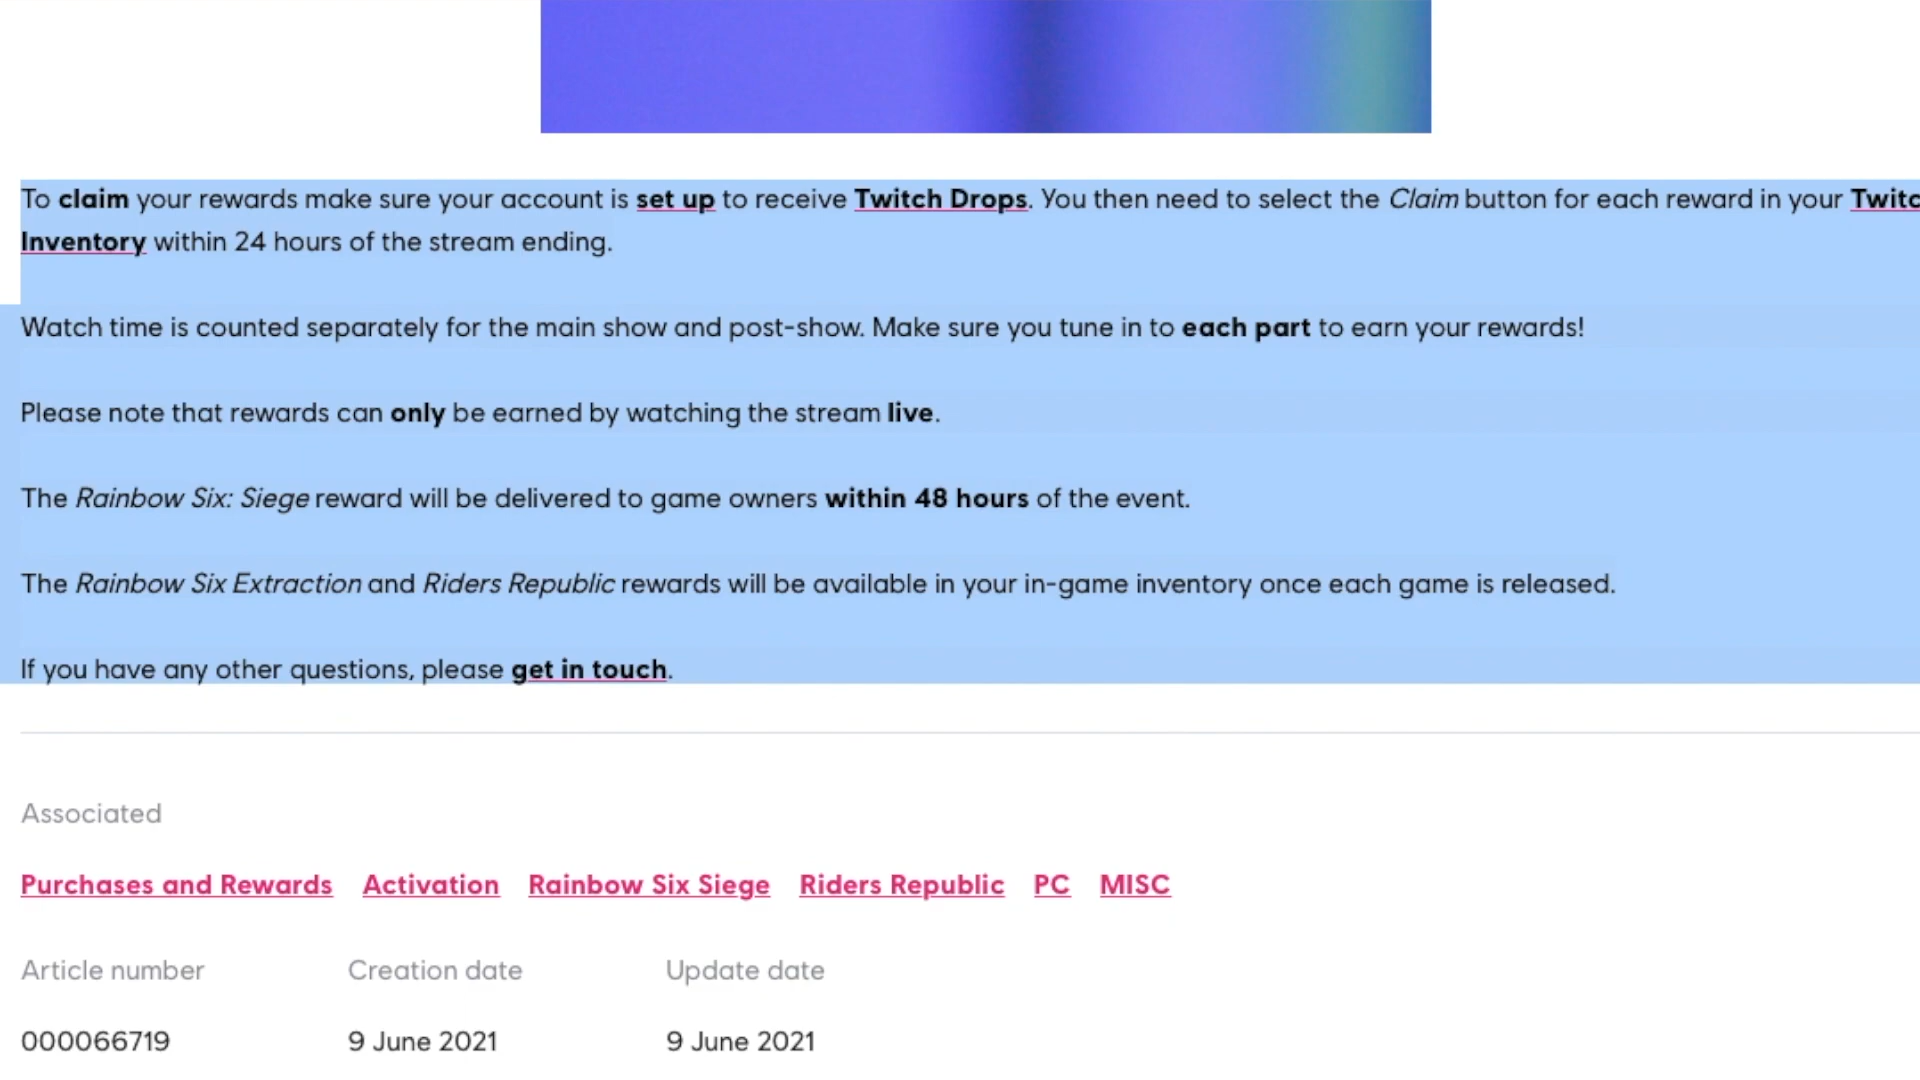 To claim your rewards make sure your account is set up to receive Twitch Drops. You then need to select the Claim button for each reward in your
Inventory within 24 hours of the stream ending.
Watch time is counted separately for the main show and post-show. Make sure you tune in to each part to earn your rewards!
Please note that rewards can only be earned by watching the stream live.
The Rainbow Six: Siege reward will be delivered to game owners within 48 hours of the event.
The Rainbow Six Extraction and Riders Republic rewards will be available in your in-game inventory once each game is released.
If you have any other questions, please get in touch.
Associated
Purchases and Rewards Activation Rainbow Six Siege Riders Republic PC MISC
Article number Creation date Update date
000066719 9 June 2021 9 June 2021